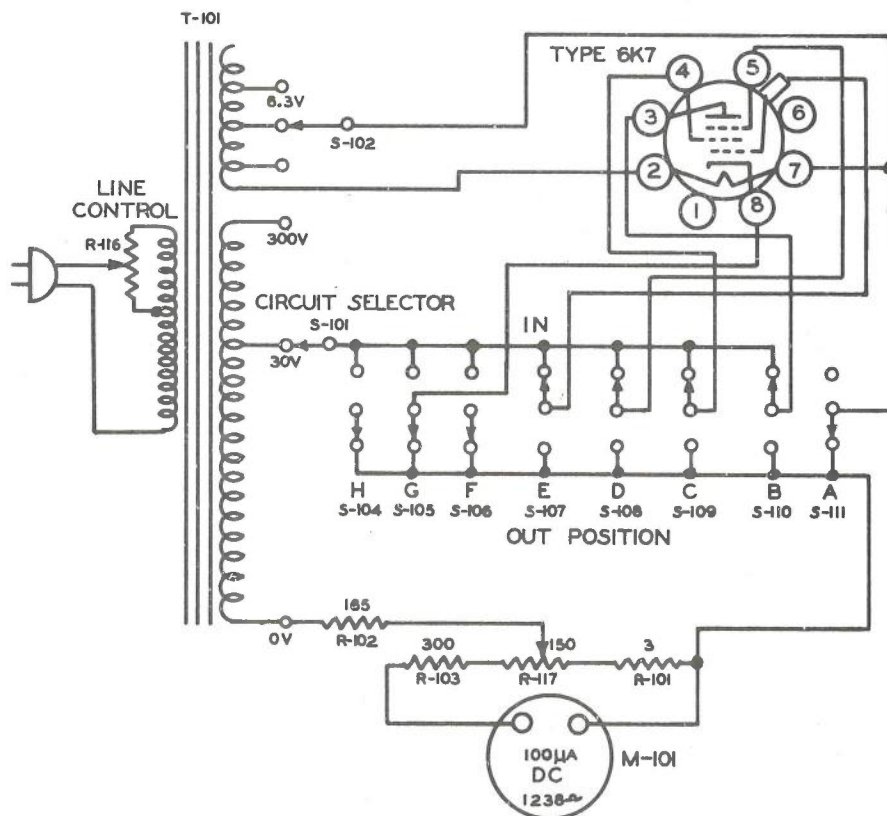 T-101
TYPE 6K7
4
5
3
6
2
7
1
8
6.3V
S-102
LINE
CONTROL
R-116
300V
CIRCUIT SELECTOR
S-101
30V
IN
H
G
F
E
D
C
B
A
S-104
S-105
S-106
S-107
S-108
S-109
S-110
S-111
OUT POSITION
0V
165
R-102
300
150
3
R-103
R-117
R-101
100μA
DC
1238Ω
M-101